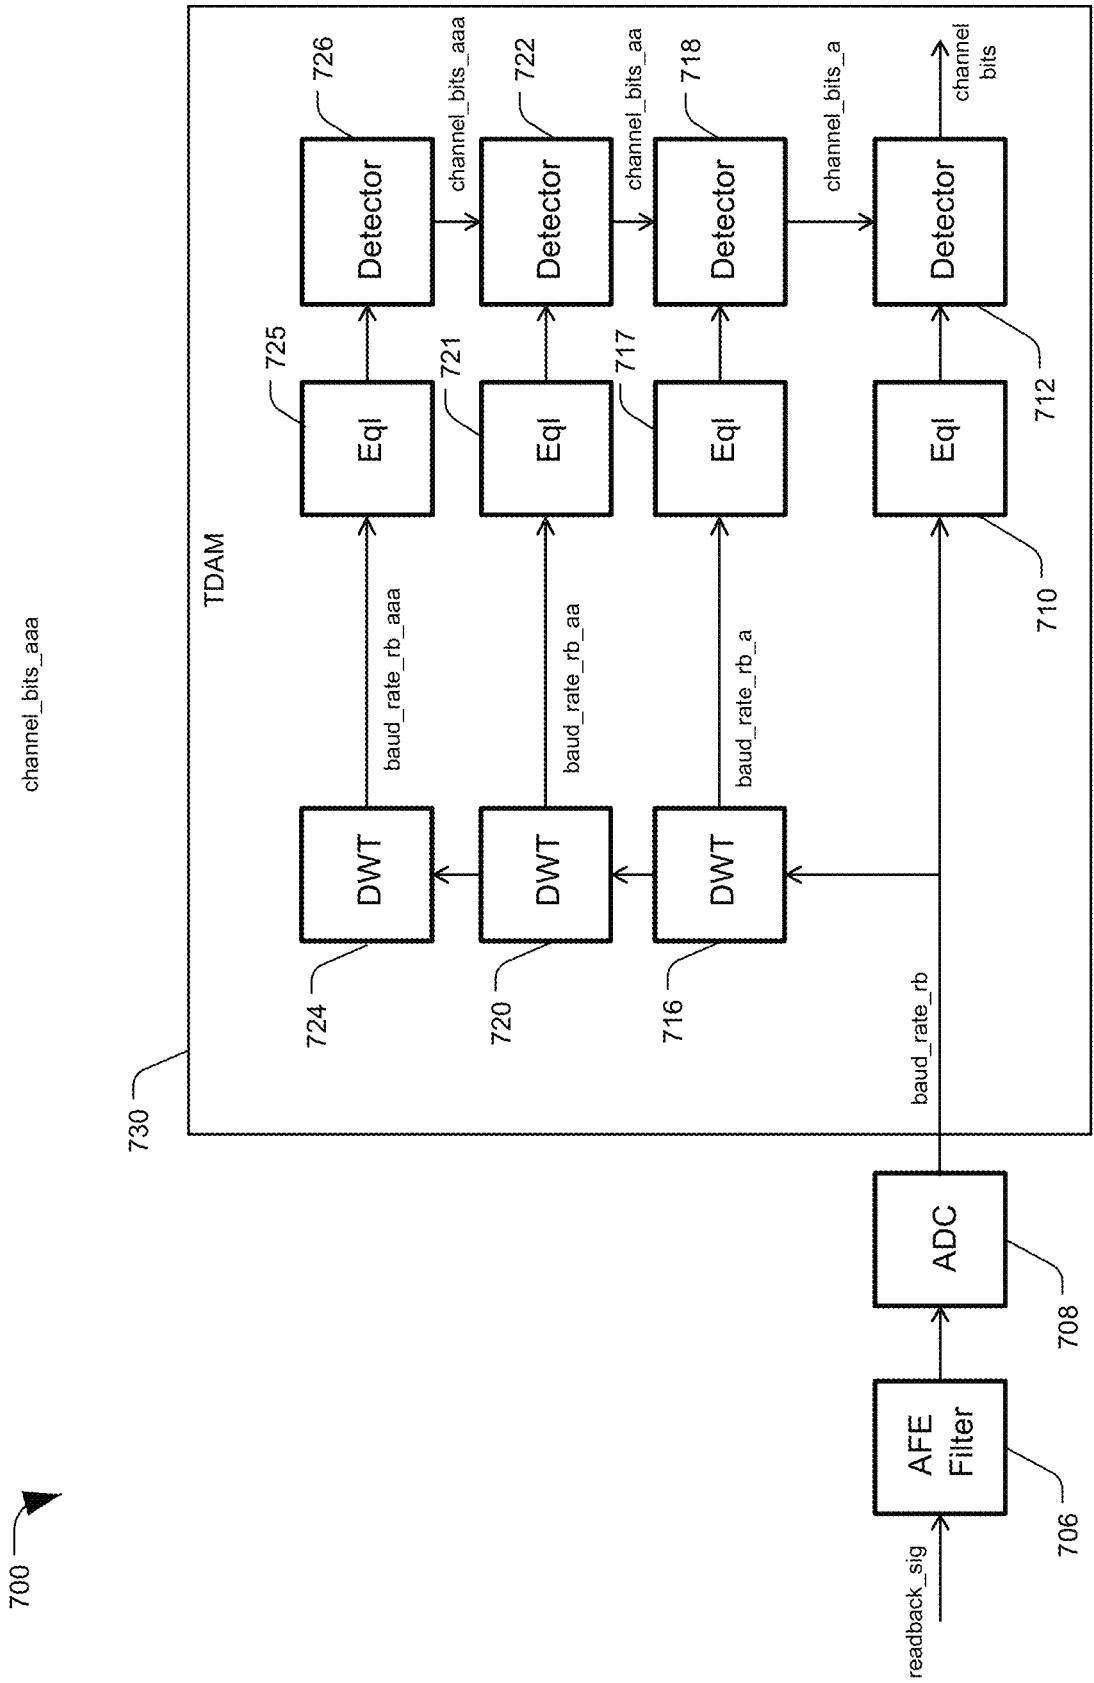 700
channel_bits_aaa
730
TDAM
724
DWT
baud_rate_rb_aaa
725
Eql
726
Detector
channel_bits_aaa
720
DWT
baud_rate_rb_aa
721
Eql
722
Detector
channel_bits_aa
716
DWT
baud_rate_rb_a
717
Eql
718
Detector
channel_bits_a
readback_sig
AFE
Filter
706
ADC
708
baud_rate_rb
Eql
710
Detector
712
channel
bits